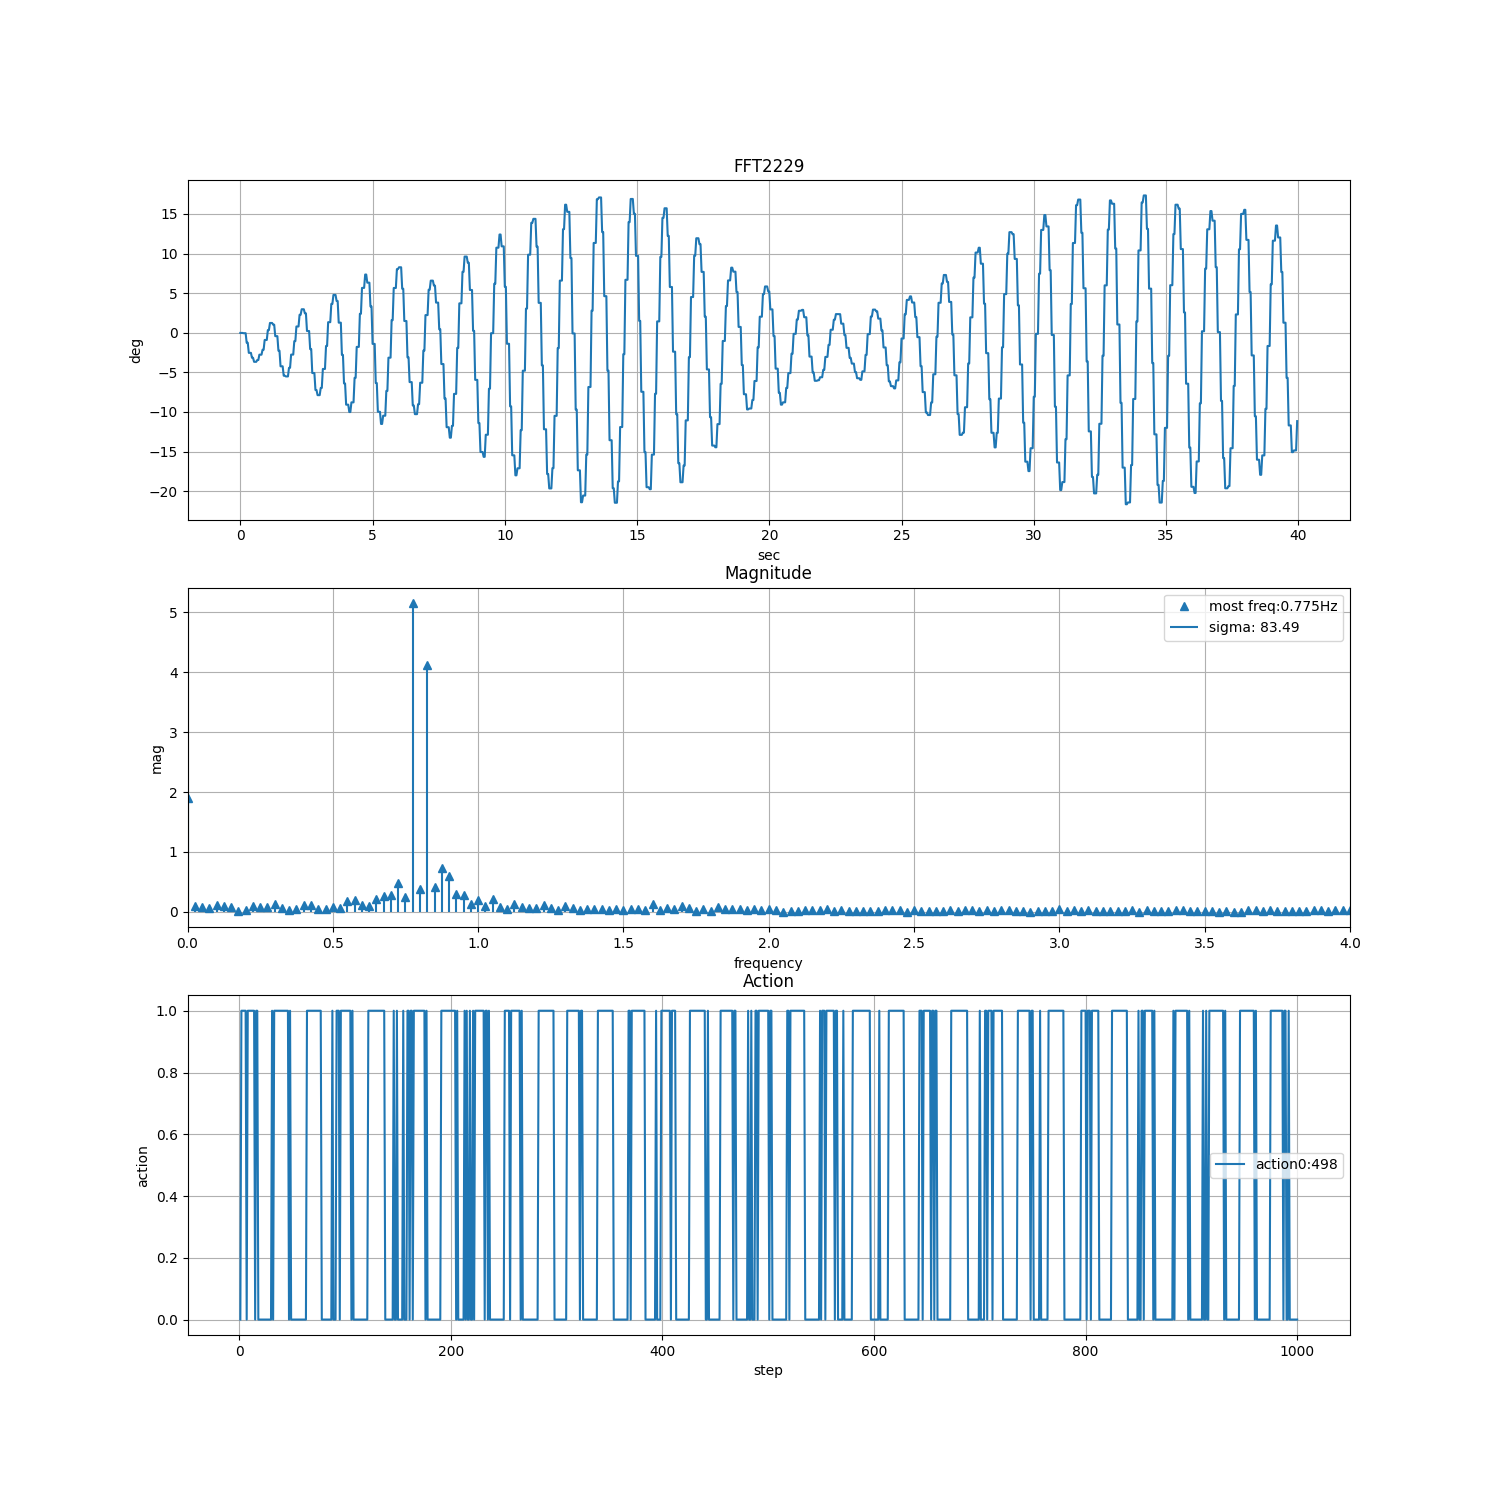 FFT2229
15
10
5
0
−5
−10
−15
−20
deg
0 5 10 15 20 25 30 35 40
sec
Magnitude
5
4
3
2
1
0
mag
most freq:0.775Hz
sigma: 83.49
0.0 0.5 1.0 1.5 2.0 2.5 3.0 3.5 4.0
frequency
Action
1.0
0.8
0.6
0.4
0.2
0.0
action
action0:498
0 200 400 600 800 1000
step